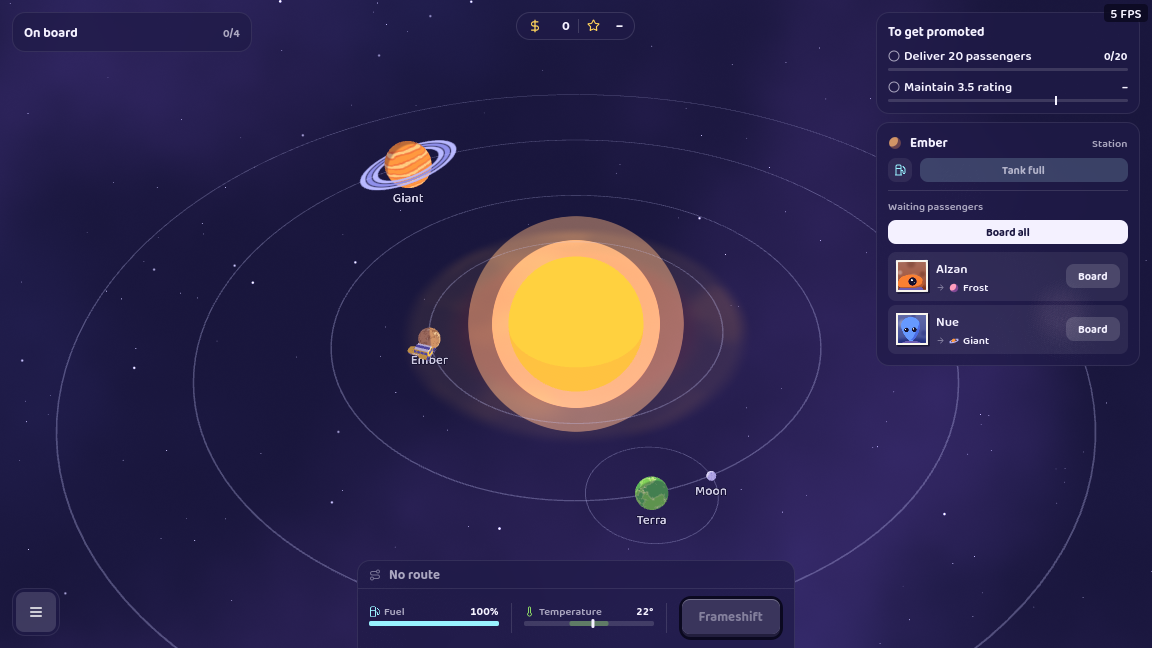 On board
0/4
$ 0 –
5 FPS
To get promoted
Deliver 20 passengers 0/20
Maintain 3.5 rating –
Ember Station
Tank full
Waiting passengers
Board all
Alzan
→ Frost
Board
Nue
→ Giant
Board
Giant
Ember
Moon
Terra
No route
Fuel 100%
Temperature 22°
Frameshift